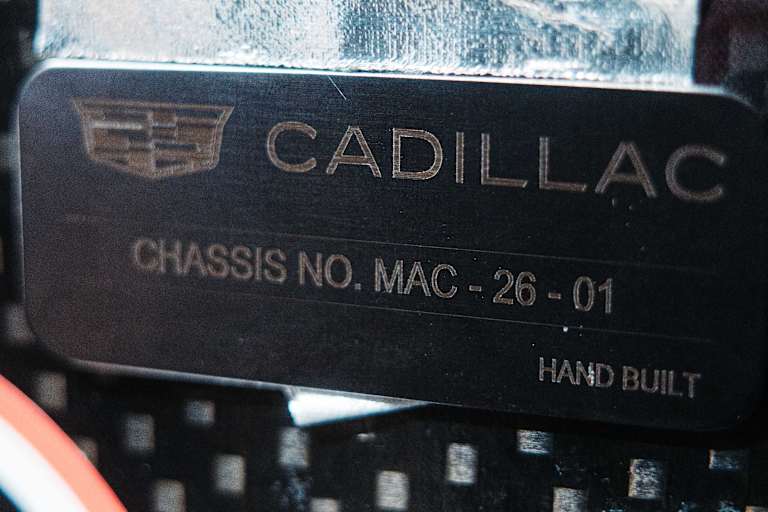 CADILLAC
CHASSIS NO. MAC - 26 - 01
HAND BUILT